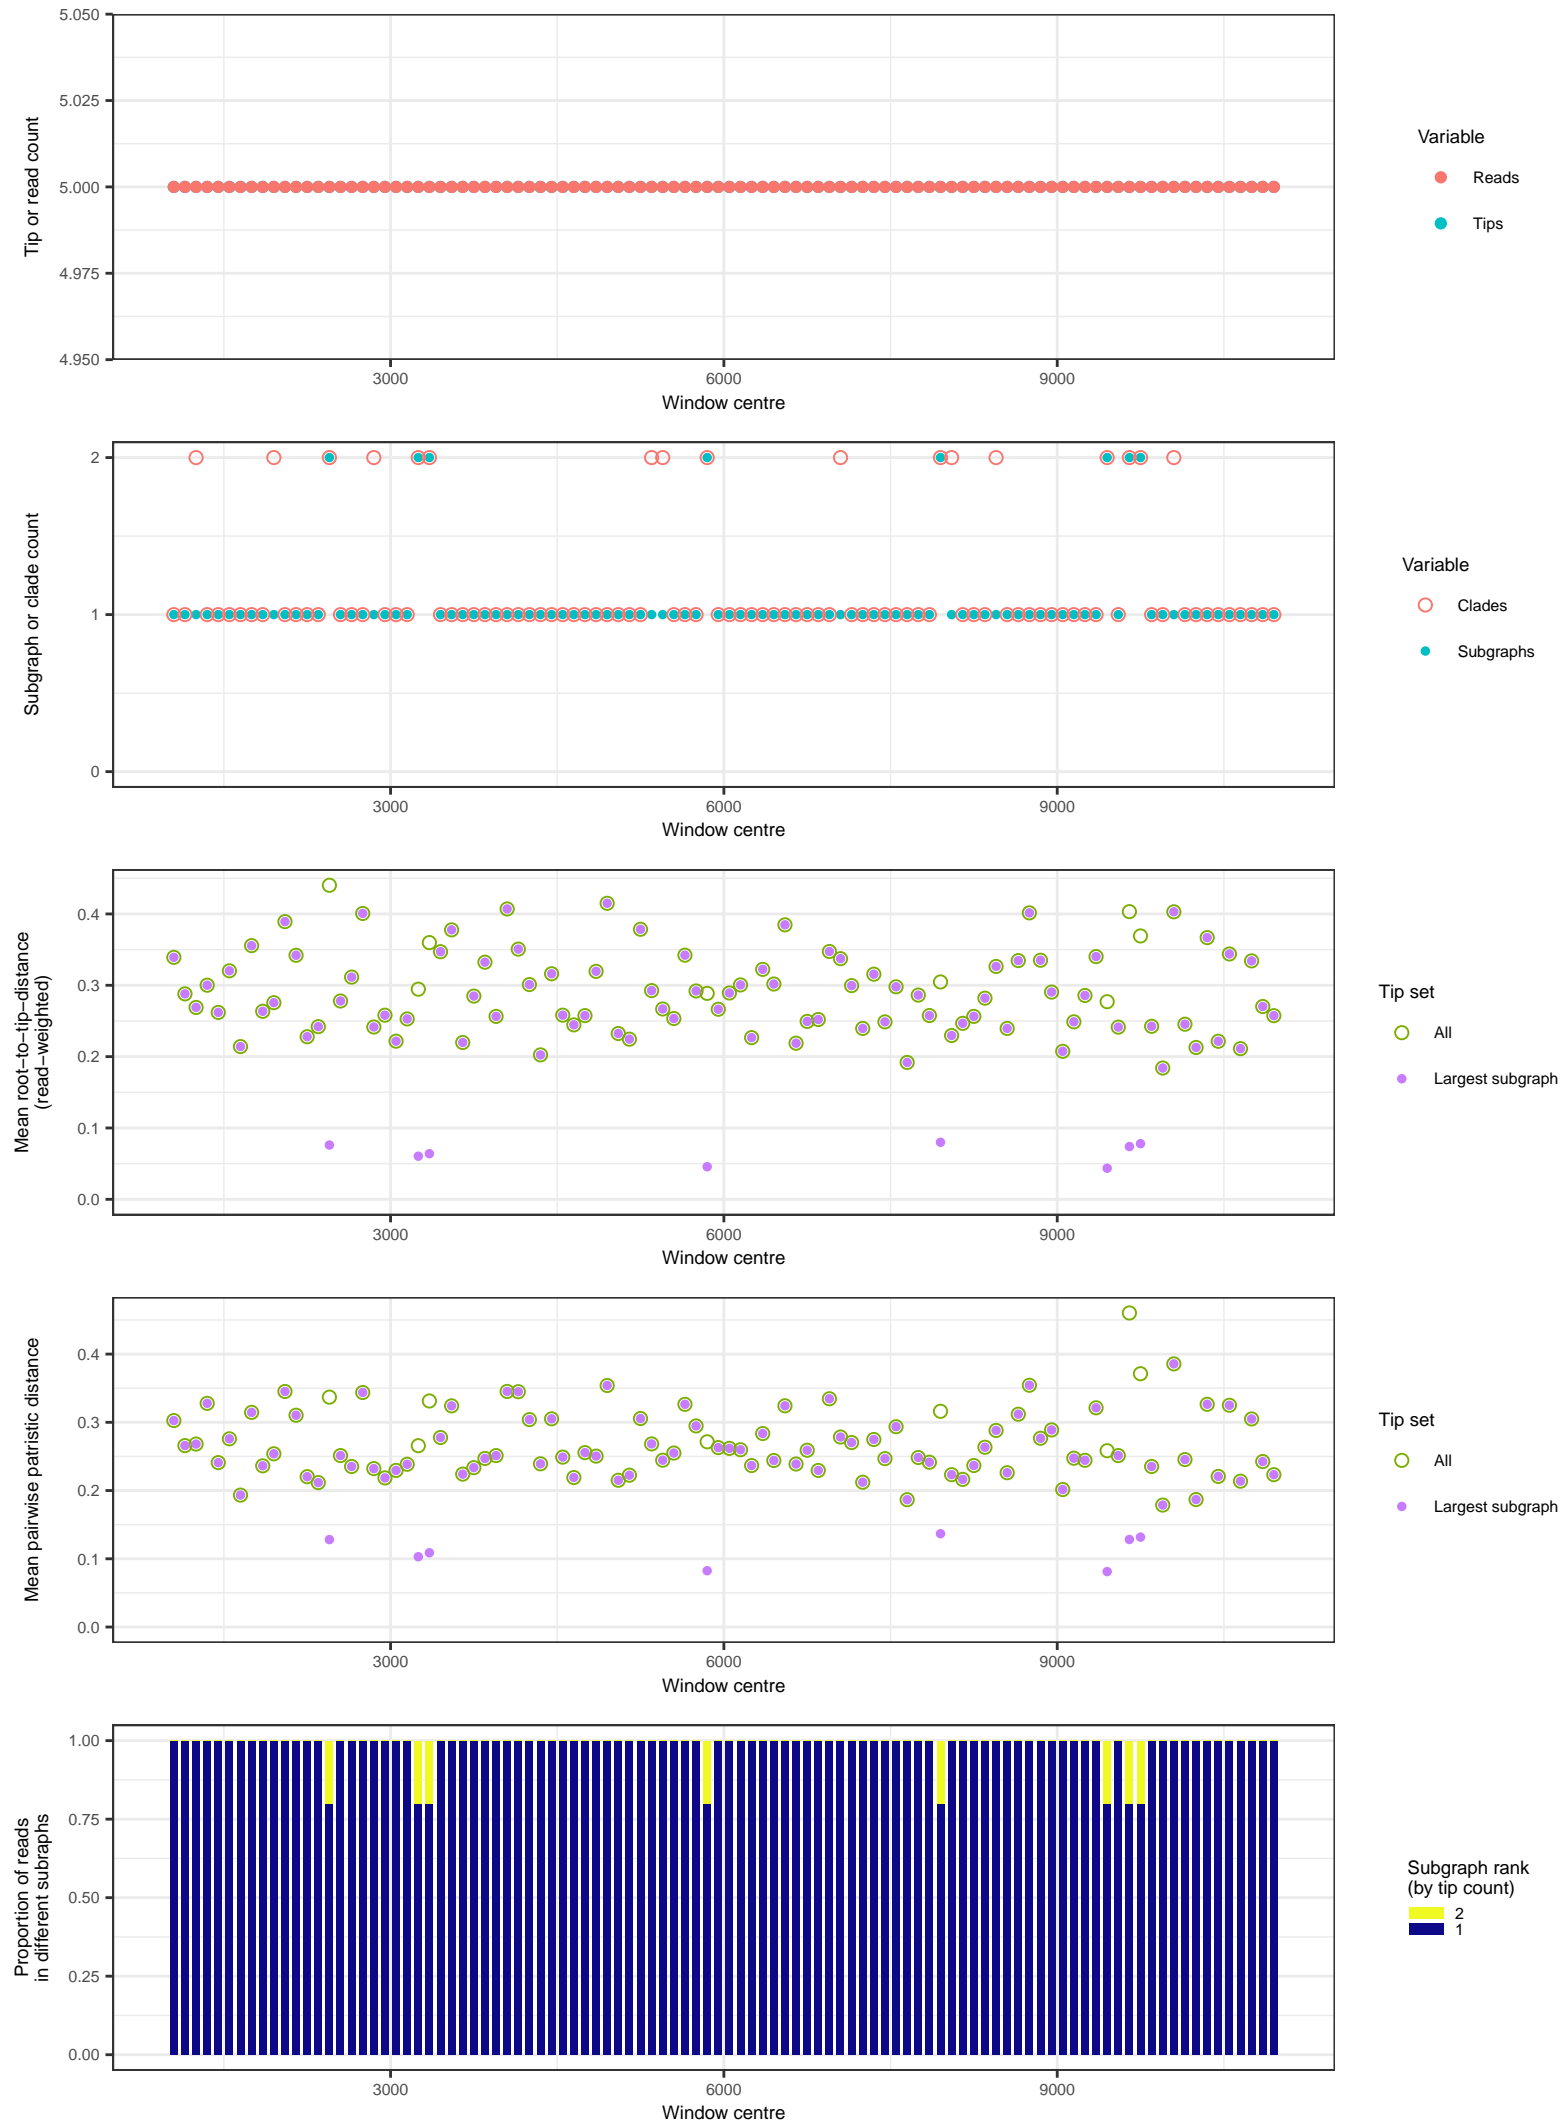 5.050
5.025
5.000
4.975
4.950
Tip or read count
3000 6000 9000
Window centre
Variable
Reads
Tips
2
1
0
Subgraph or clade count
3000 6000 9000
Window centre
Variable
Clades
Subgraphs
0.4
0.3
0.2
0.1
0.0
Mean root-to-tip-distance
(read-weighted)
3000 6000 9000
Window centre
Tip set
All
Largest subgraph
0.4
0.3
0.2
0.1
0.0
Mean pairwise patristic distance
3000 6000 9000
Window centre
Tip set
All
Largest subgraph
1.00
0.75
0.50
0.25
0.00
Proportion of reads
in different subraphs
3000 6000 9000
Window centre
Subgraph rank
(by tip count)
2
1